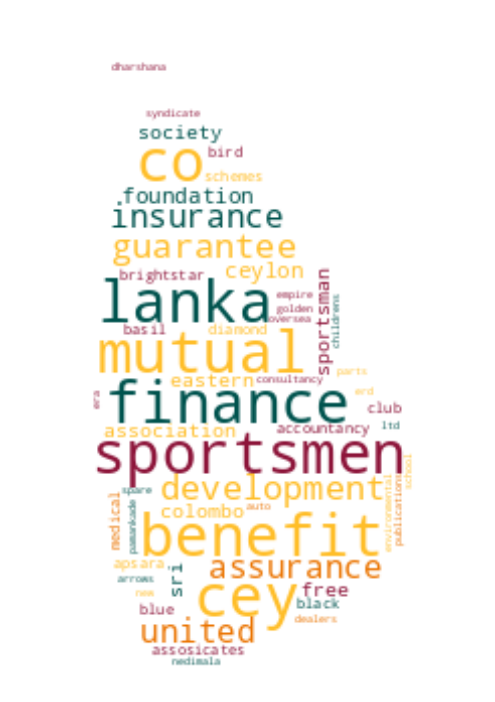 dharshana
syndicate
society
co
bird
schemes
foundation
insurance
guarantee
brightstar
ceylon
lanka
empire
golden
oversea
sportsman
childrens
basil
diamond
mutual
parts
eastern
consultancy
era
finance
erd
club
association
accountancy
ltd
sportsmen
school
spare
development
medical
pamankade
colombo
auto
environmental
publications
benefit
apsara
assurance
arrows
sri
new
cey
free
blue
black
dealers
united
assosicates
nedimala